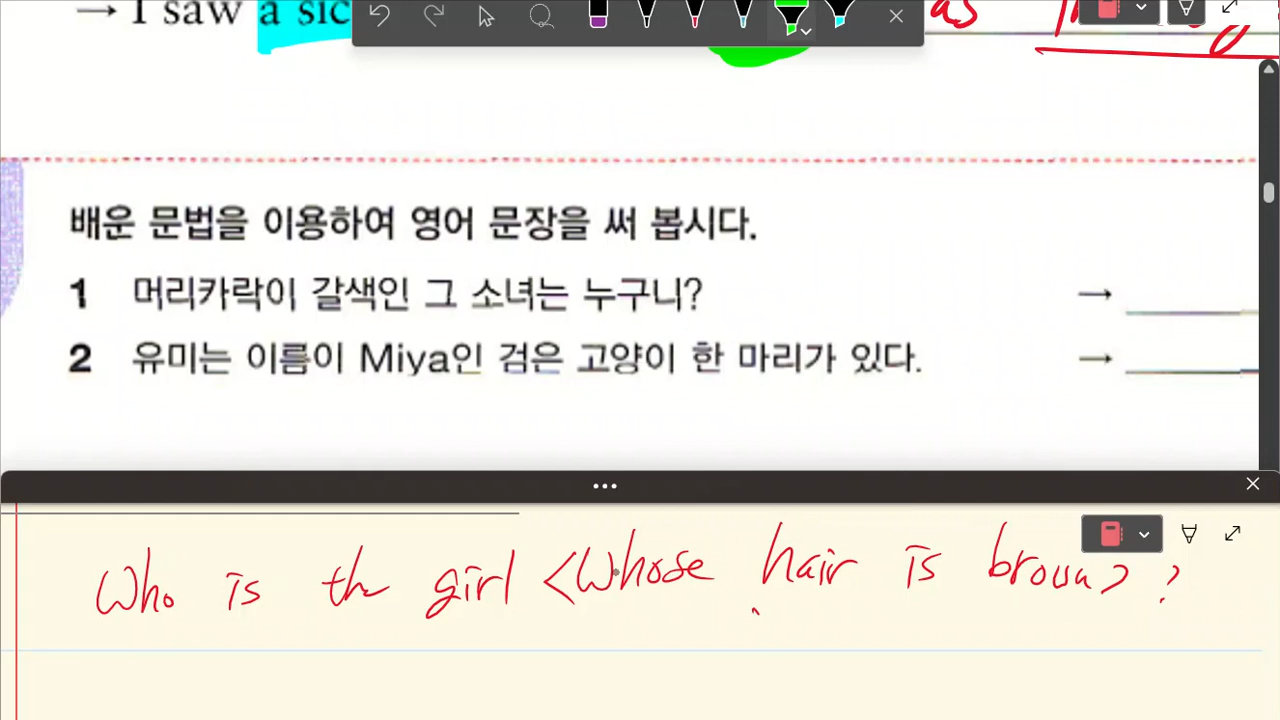 → I saw a sic
as
배운 문법을 이용하여 영어 문장을 써 봅시다.
1 머리카락이 갈색인 그 소녀는 누구니? →
2 유미는 이름이 Miya인 검은 고양이 한 마리가 있다. →
Who is the girl <Whose hair is brown> ?